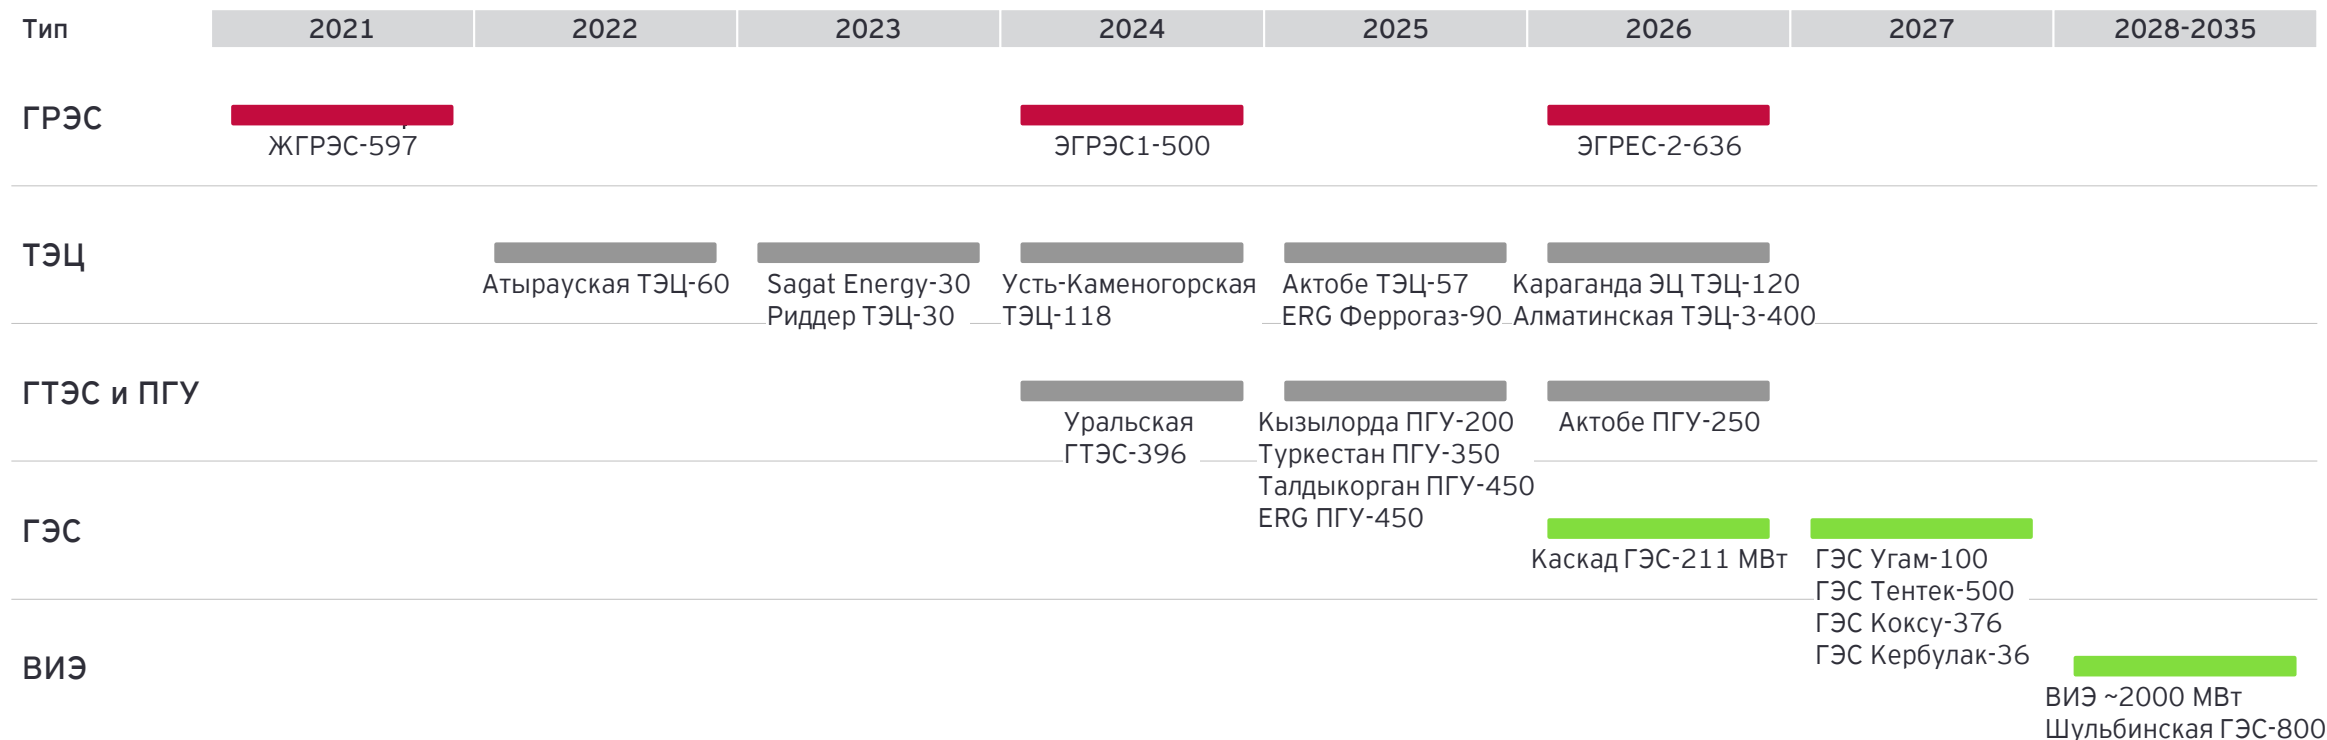 Тип 2021 2022 2023 2024 2025 2026 2027 2028-2035
ГРЭС
ЖГРЭС-597 ЭГРЭС1-500 ЭГРЕС-2-636
ТЭЦ
Атырауская ТЭЦ-60 Sagat Energy-30 Усть-Каменогорская Актобе ТЭЦ-57 Караганда ЭЦ ТЭЦ-120
Риддер ТЭЦ-30 ТЭЦ-118 ERG Феррогаз-90 Алматинская ТЭЦ-3-400
ГТЭС и ПГУ
Уральская Кызылорда ПГУ-200 Актобе ПГУ-250
ГТЭС-396 Туркестан ПГУ-350
Талдыкорган ПГУ-450
ERG ПГУ-450
ГЭС
Каскад ГЭС-211 МВт ГЭС Угам-100
ГЭС Тентек-500
ГЭС Коксу-376
ГЭС Кербулак-36
ВИЭ
ВИЭ ~2000 МВт
Шульбинская ГЭС-800